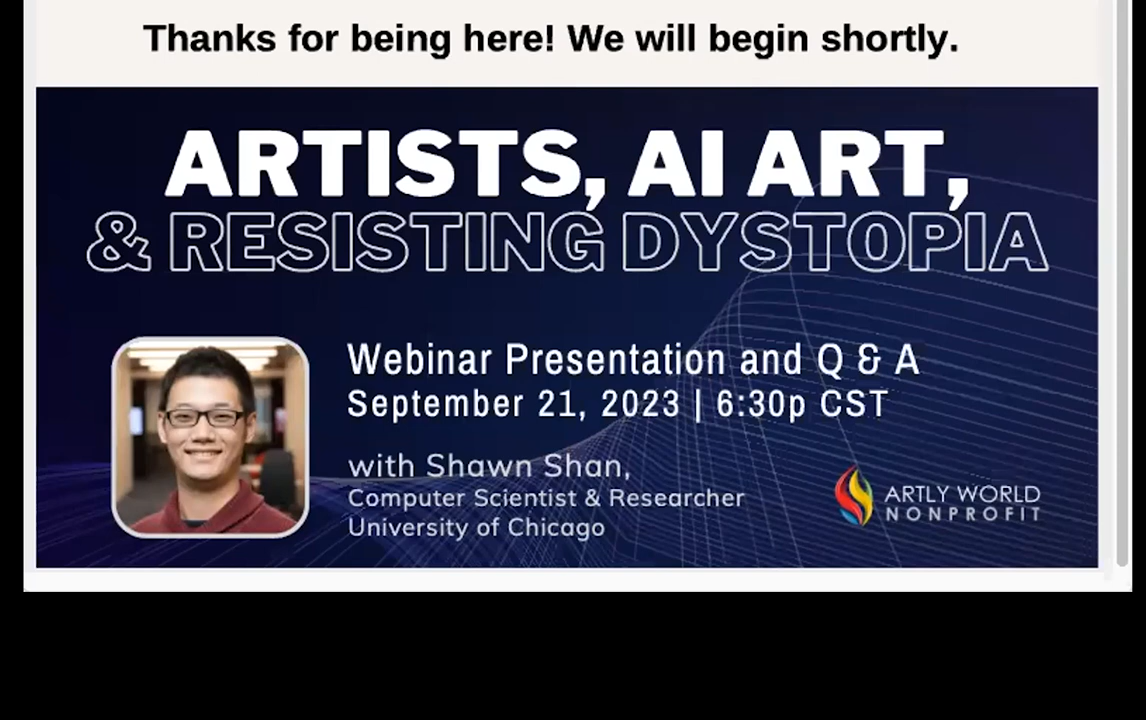 Thanks for being here! We will begin shortly.
ARTISTS, AI ART,
& RESISTING DYSTOPIA
Webinar Presentation and Q & A
September 21, 2023 | 6:30p CST
with Shawn Shan,
Computer Scientist & Researcher
University of Chicago
ARTLY WORLD
NONPROFIT